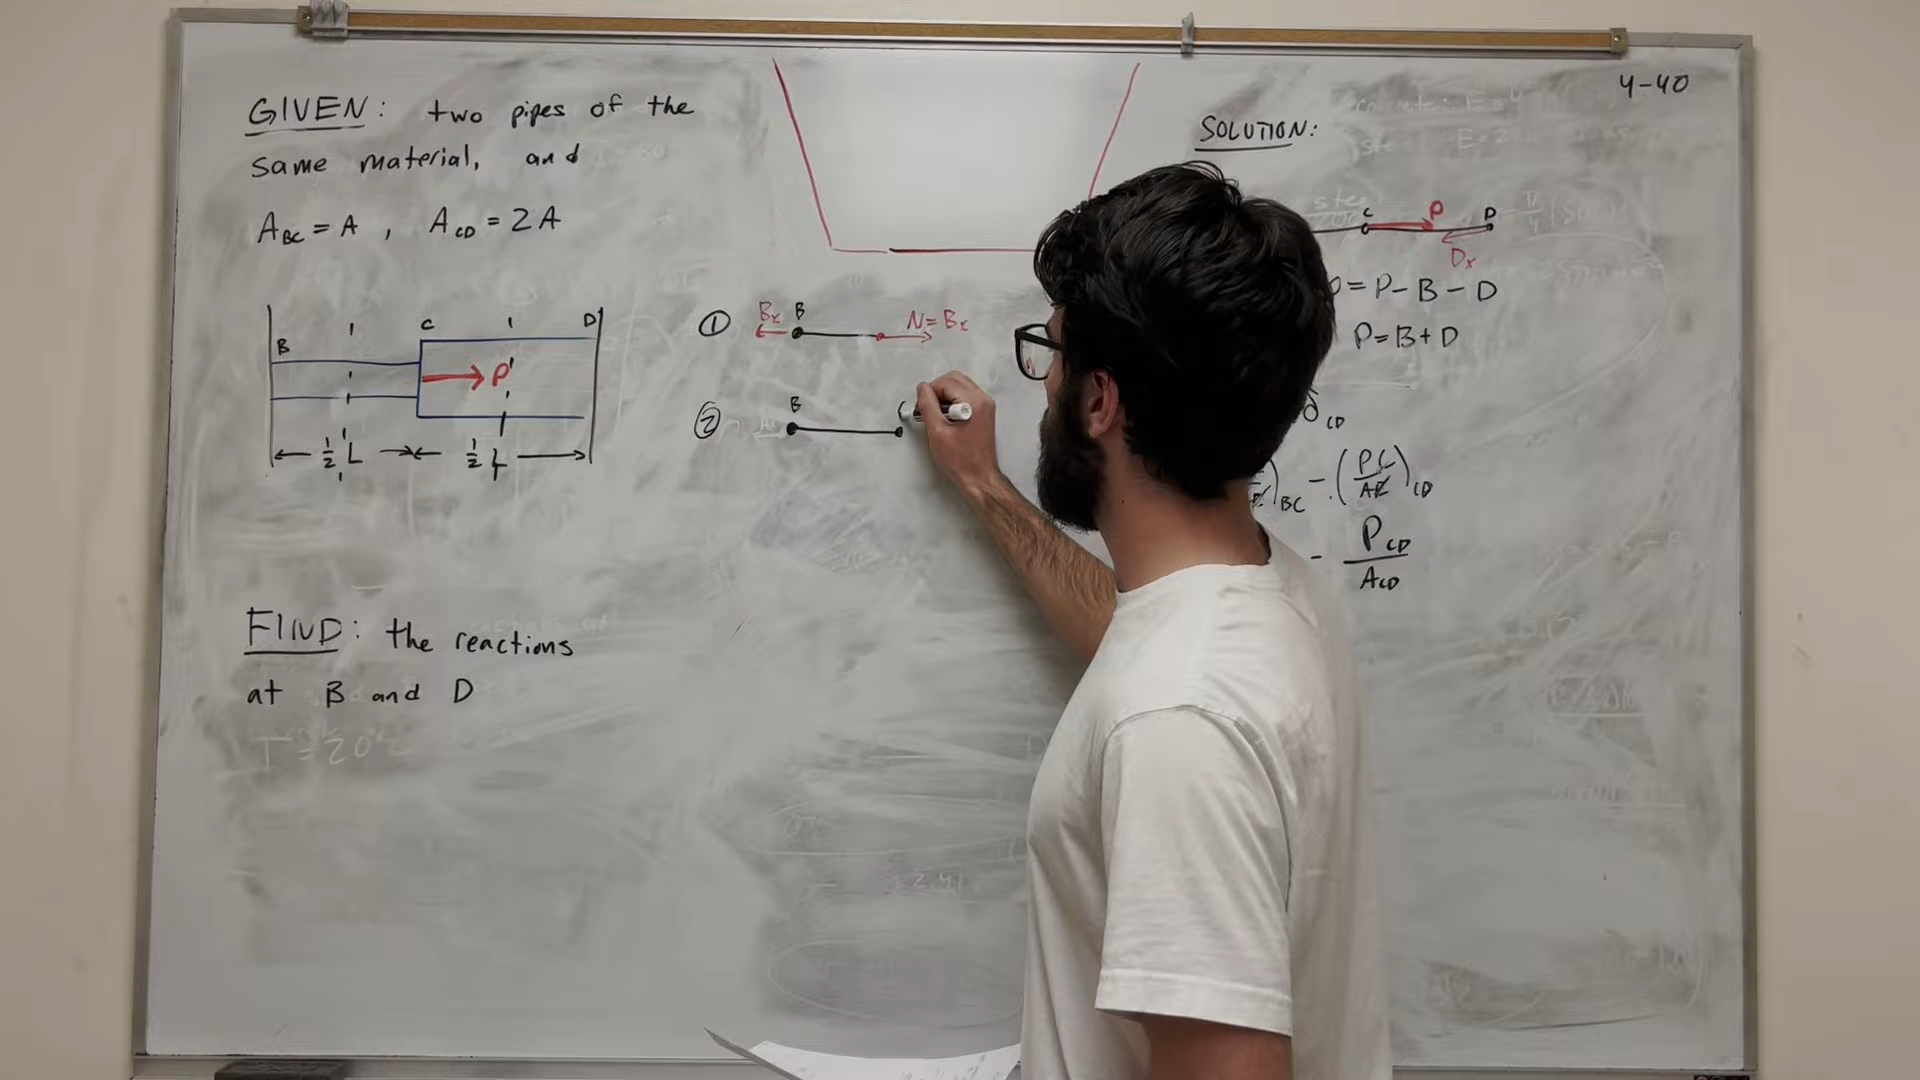 GIVEN: two pipes of the
same material, and
A_BC = A , A_CD = 2A
B C D
P
1/2 L 1/2 L
FIND: the reactions
at B and D
① Bx B N=Bx
② B C
4-40
SOLUTION:
C P D
Dx
= P-B-D
P=B+D
δ_CD
)_BC - (PL/AE)_CD
- P_CD/A_CD